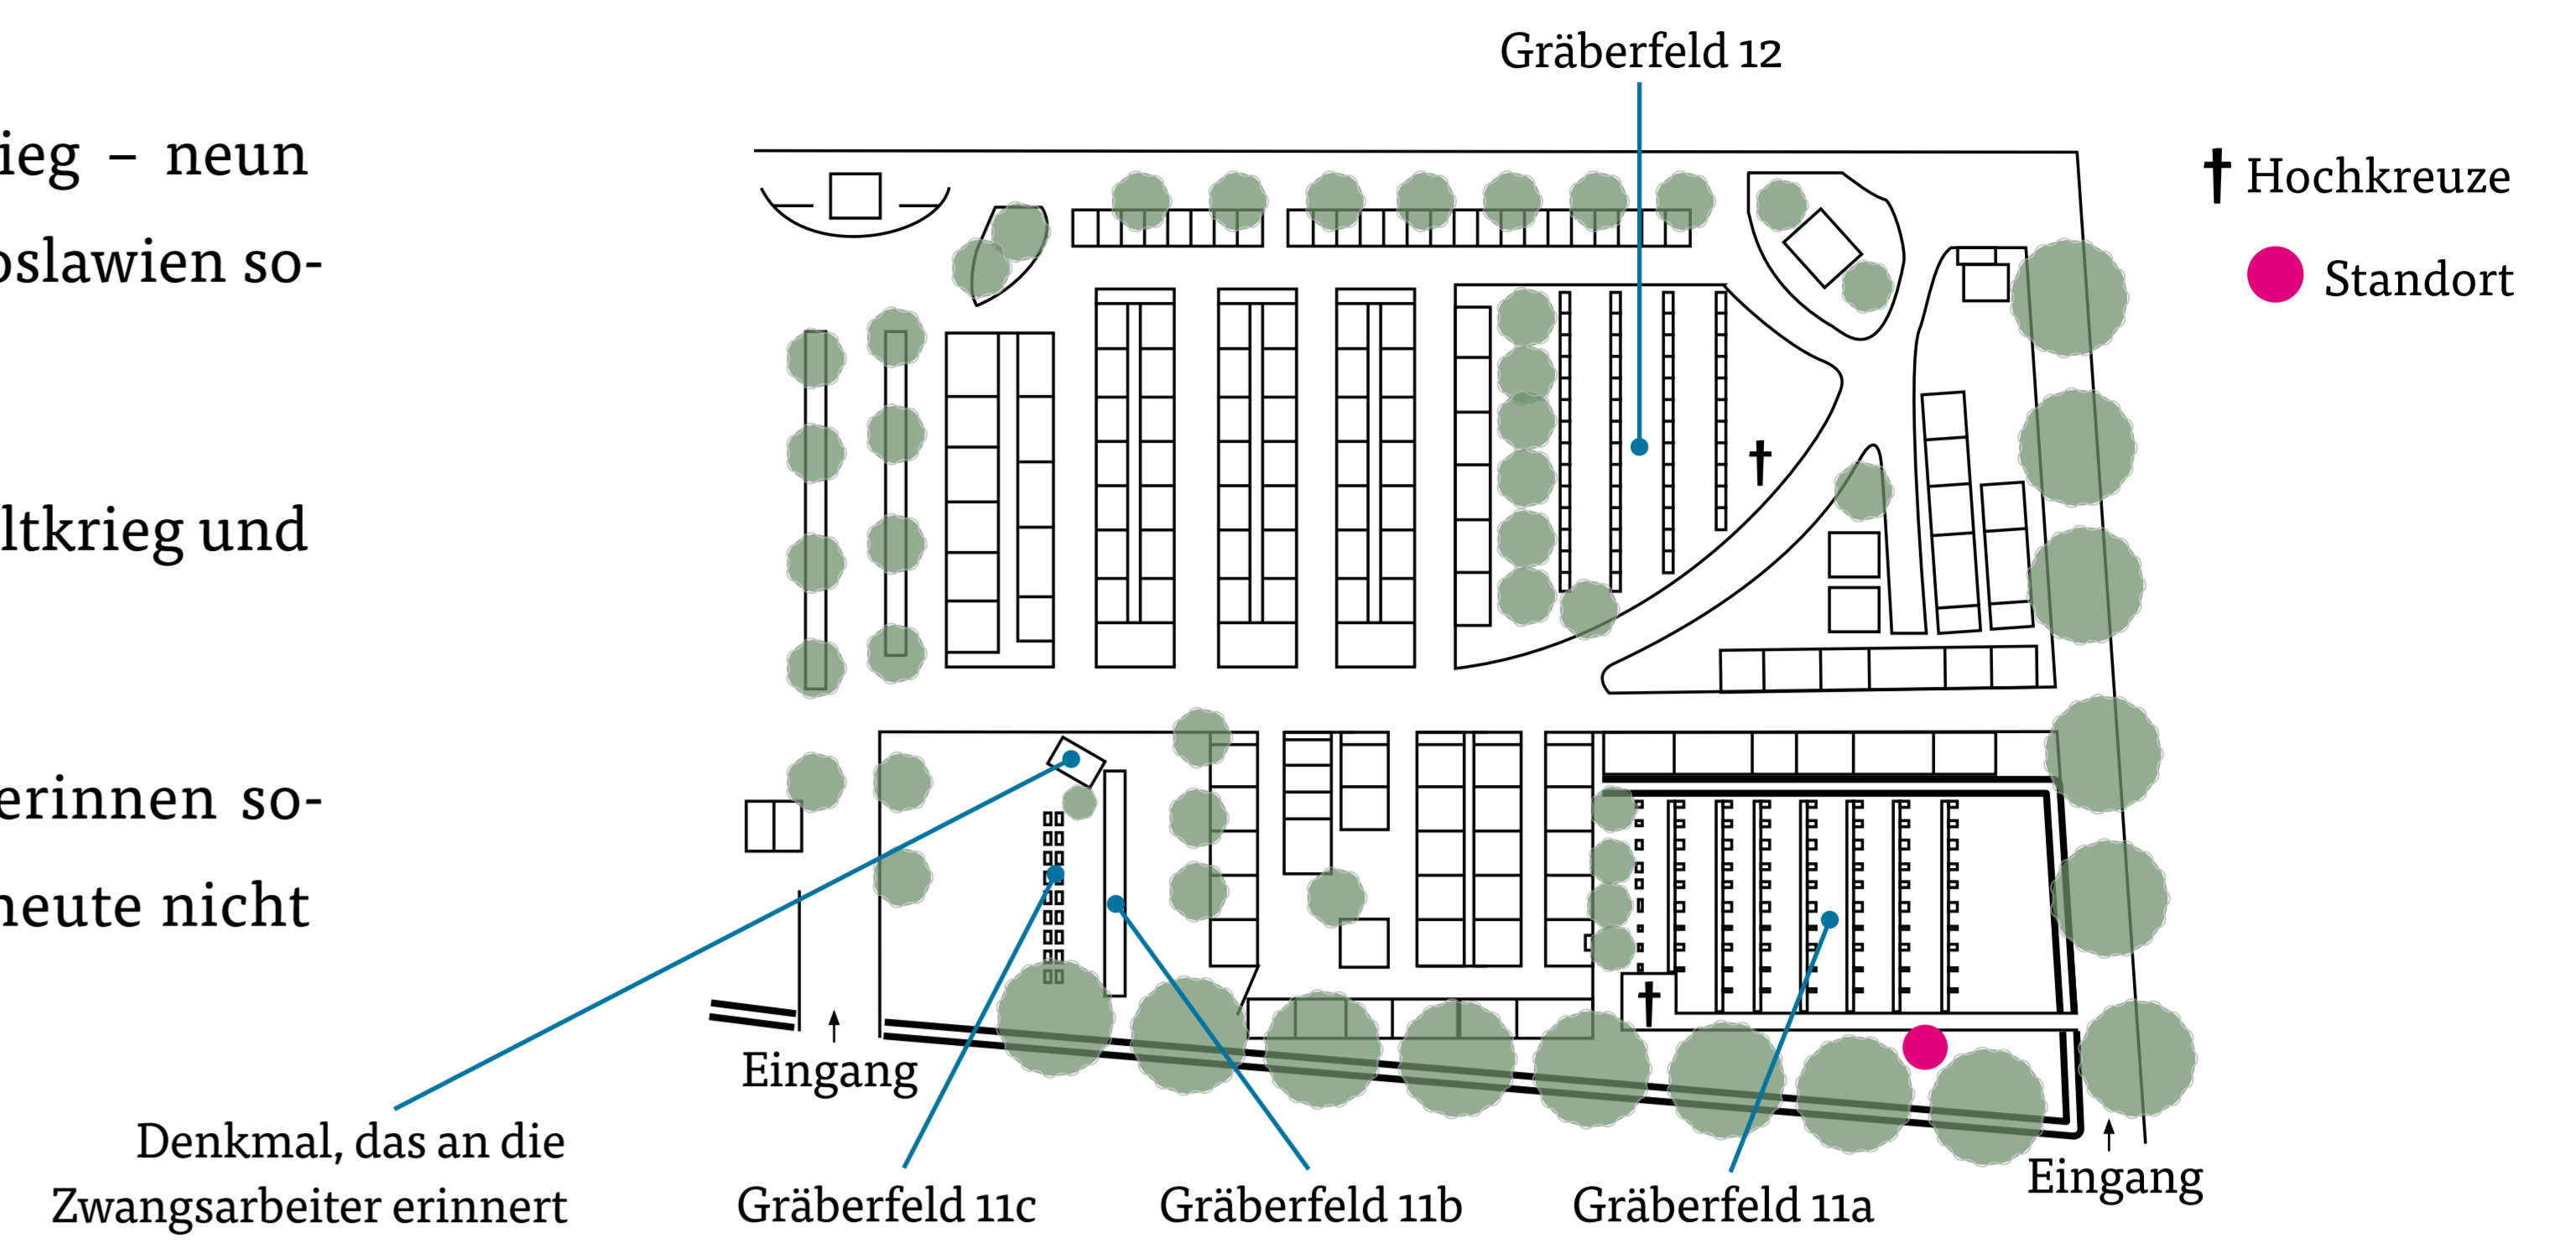 ieg – neun
oslawien so-
ltkrieg und
erinnen so-
heute nicht
Gräberfeld 12
Hochkreuze
Standort
Eingang
Denkmal, das an die
Zwangsarbeiter erinnert
Gräberfeld 11c
Gräberfeld 11b
Gräberfeld 11a
Eingang